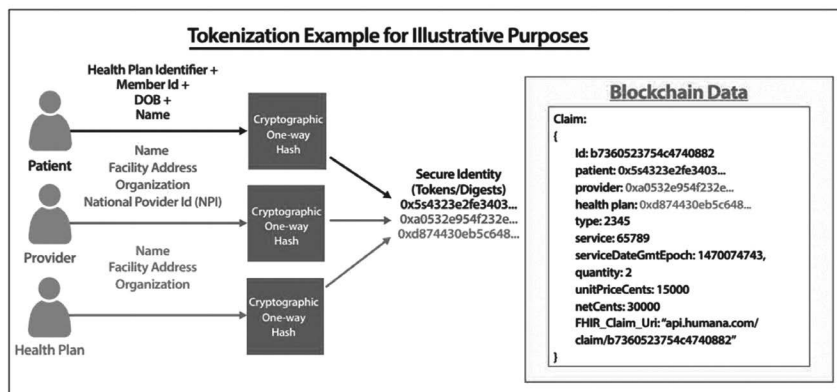 Tokenization Example for Illustrative Purposes
Health Plan Identifier +
Member Id +
DOB +
Name
Patient
Cryptographic
One-way
Hash
Name
Facility Address
Organization
National Povider Id (NPI)
Provider
Cryptographic
One-way
Hash
Name
Facility Address
Organization
Health Plan
Cryptographic
One-way
Hash
Secure Identity
(Tokens/Digests)
0x5s4323e2fe3403...
0xa0532e954f232e...
0xd874430eb5c648...
Blockchain Data
Claim:
{
Id: b7360523754c4740882
patient: 0x5s4323e2fe3403...
provider: 0xa0532e954f232e...
health plan: 0xd874430eb5c648...
type: 2345
service: 65789
serviceDateGmtEpoch: 1470074743,
quantity: 2
unitPriceCents: 15000
netCents: 30000
FHIR_Claim_Uri: “api.humana.com/
claim/b7360523754c4740882”
}